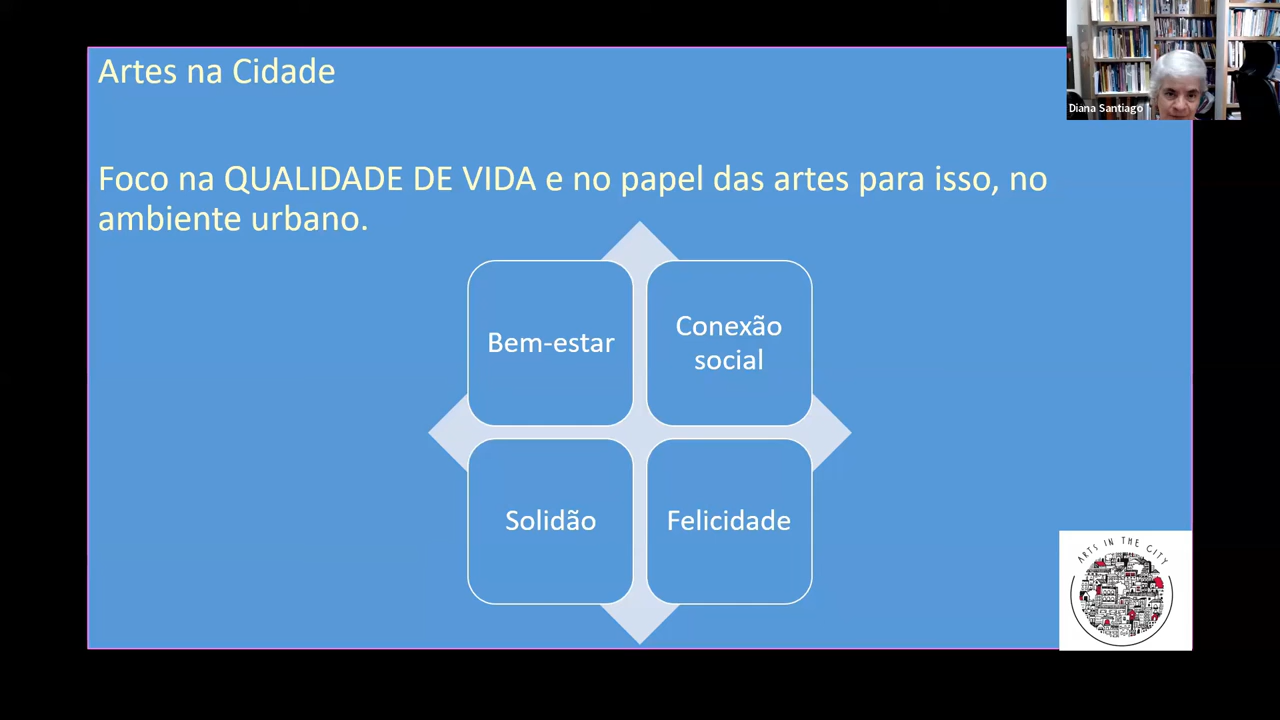 Artes na Cidade
Diana Santiago
Foco na QUALIDADE DE VIDA e no papel das artes para isso, no
ambiente urbano.
Bem-estar
Conexão
social
Solidão
Felicidade
ARTS IN THE CITY